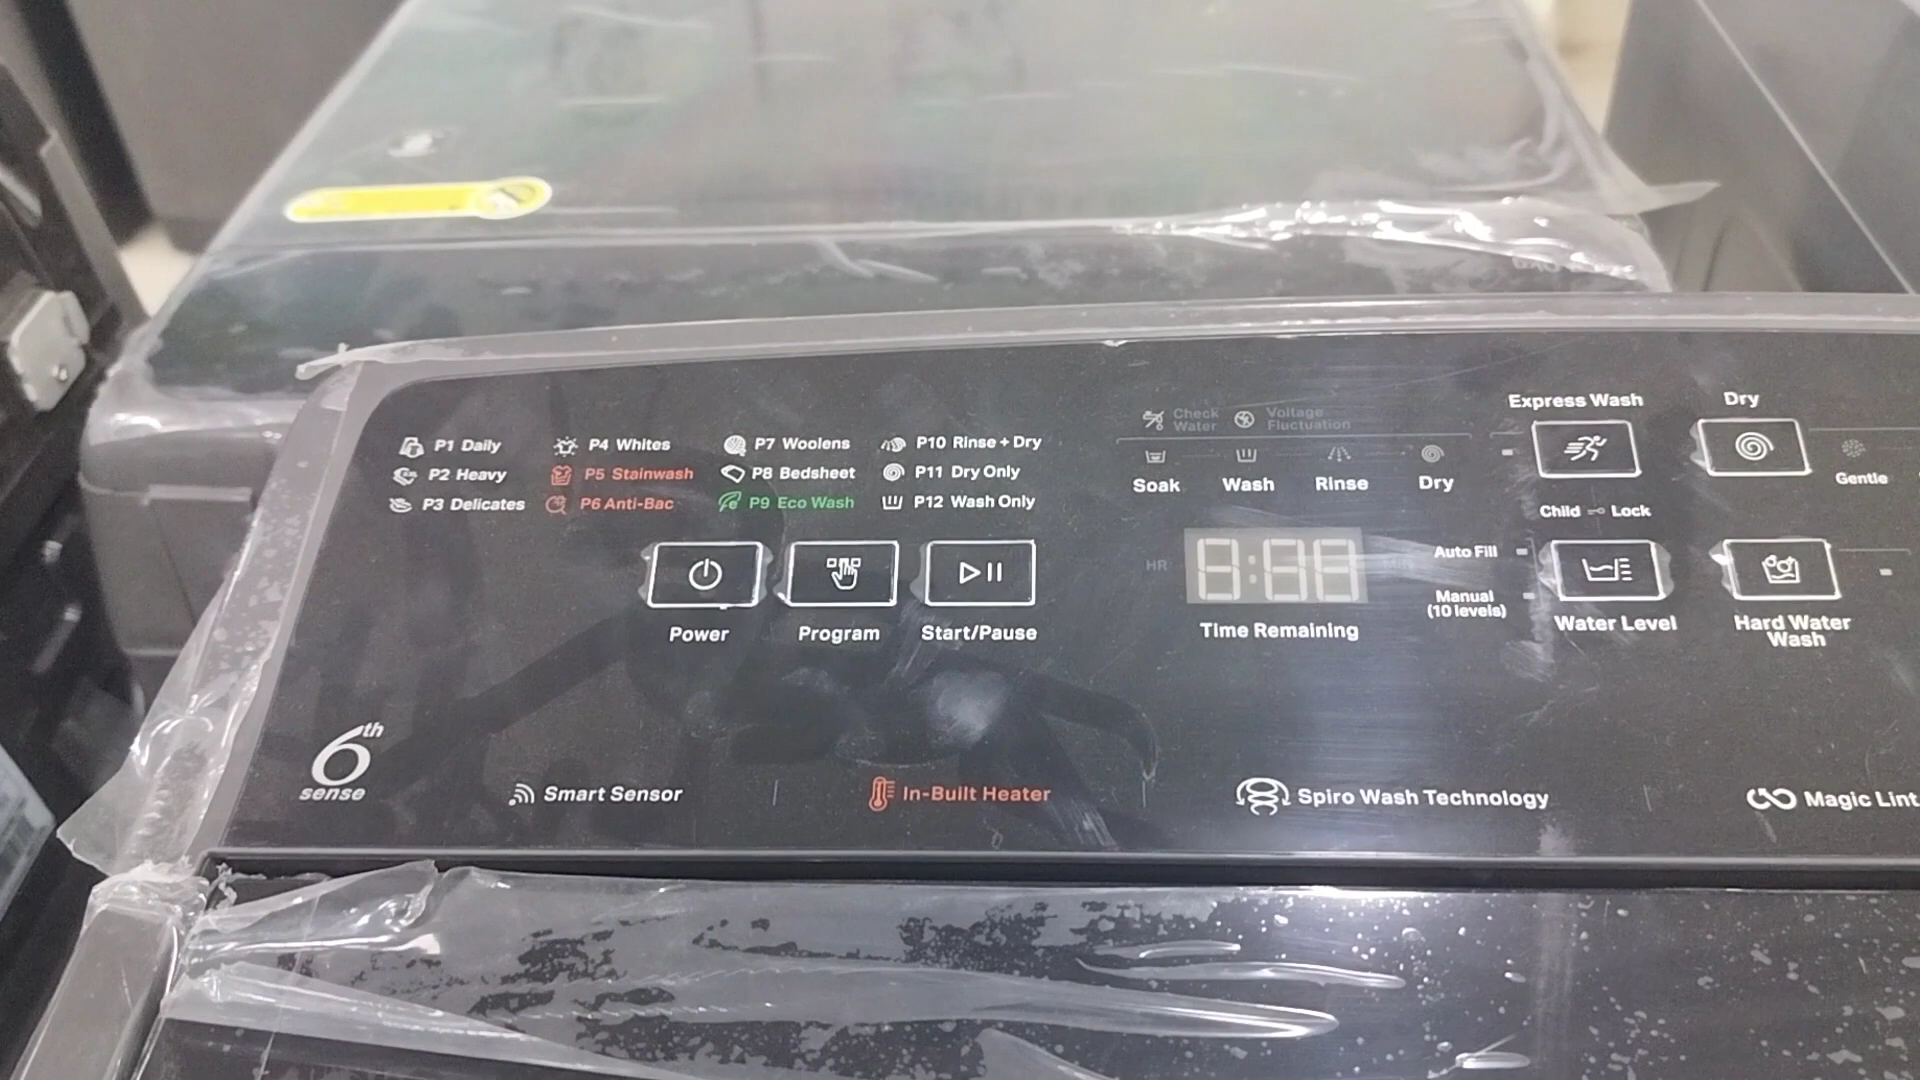 P1 Daily
P2 Heavy
P3 Delicates
P4 Whites
P5 Stainwash
P6 Anti-Bac
P7 Woolens
P8 Bedsheet
P9 Eco Wash
P10 Rinse + Dry
P11 Dry Only
P12 Wash Only
Power
Program
Start/Pause
Check
Water
Voltage
Fluctuation
Soak
Wash
Rinse
Dry
HR
8:88
Time Remaining
Express Wash
Child Lock
Auto Fill
Manual
(10 levels)
Water Level
Dry
Gentle
Hard Water
Wash
6th
sense
Smart Sensor
In-Built Heater
Spiro Wash Technology
Magic Lint